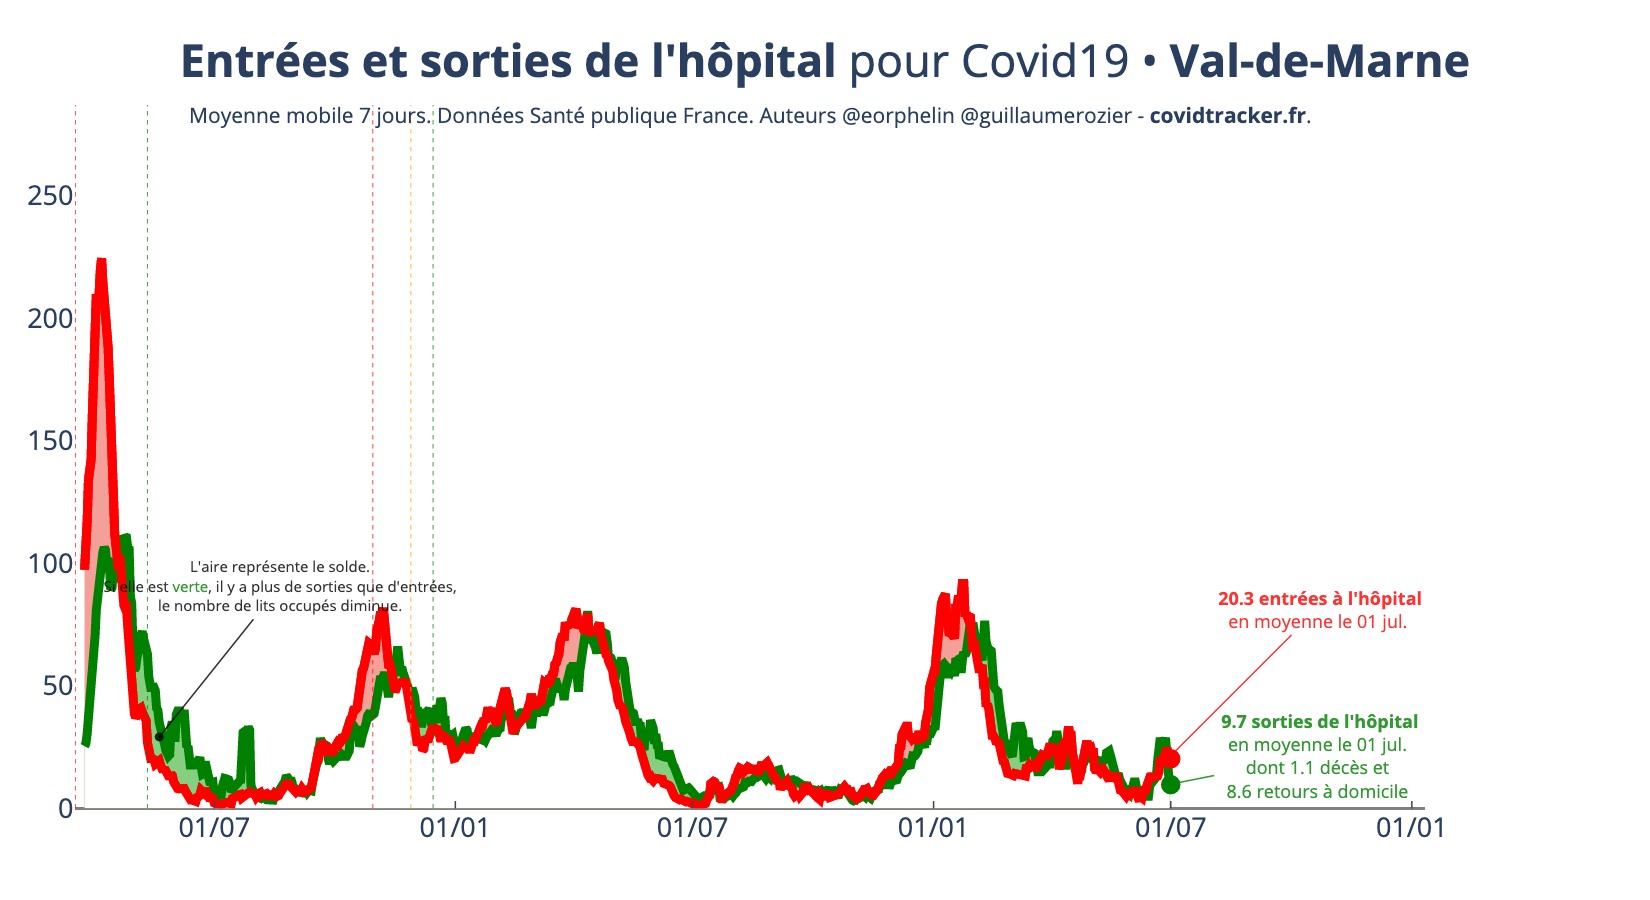 Entrées et sorties de l'hôpital pour Covid19 • Val-de-Marne
Moyenne mobile 7 jours. Données Santé publique France. Auteurs @eorphelin @guillaumerozier - covidtracker.fr.
250
200
150
100
50
0
L'aire représente le solde.
Si elle est verte, il y a plus de sorties que d'entrées,
le nombre de lits occupés diminue.
20.3 entrées à l'hôpital
en moyenne le 01 jul.
9.7 sorties de l'hôpital
en moyenne le 01 jul.
dont 1.1 décès et
8.6 retours à domicile
01/07
01/01
01/07
01/01
01/07
01/01